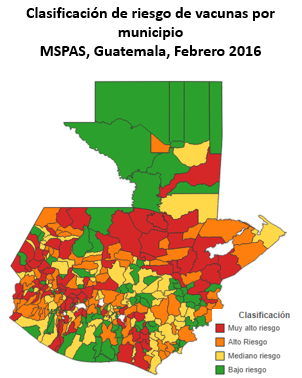 Clasificación de riesgo de vacunas por
municipio
MSPAS, Guatemala, Febrero 2016
Clasificación
Muy alto riesgo
Alto Riesgo
Mediano riesgo
Bajo riesgo